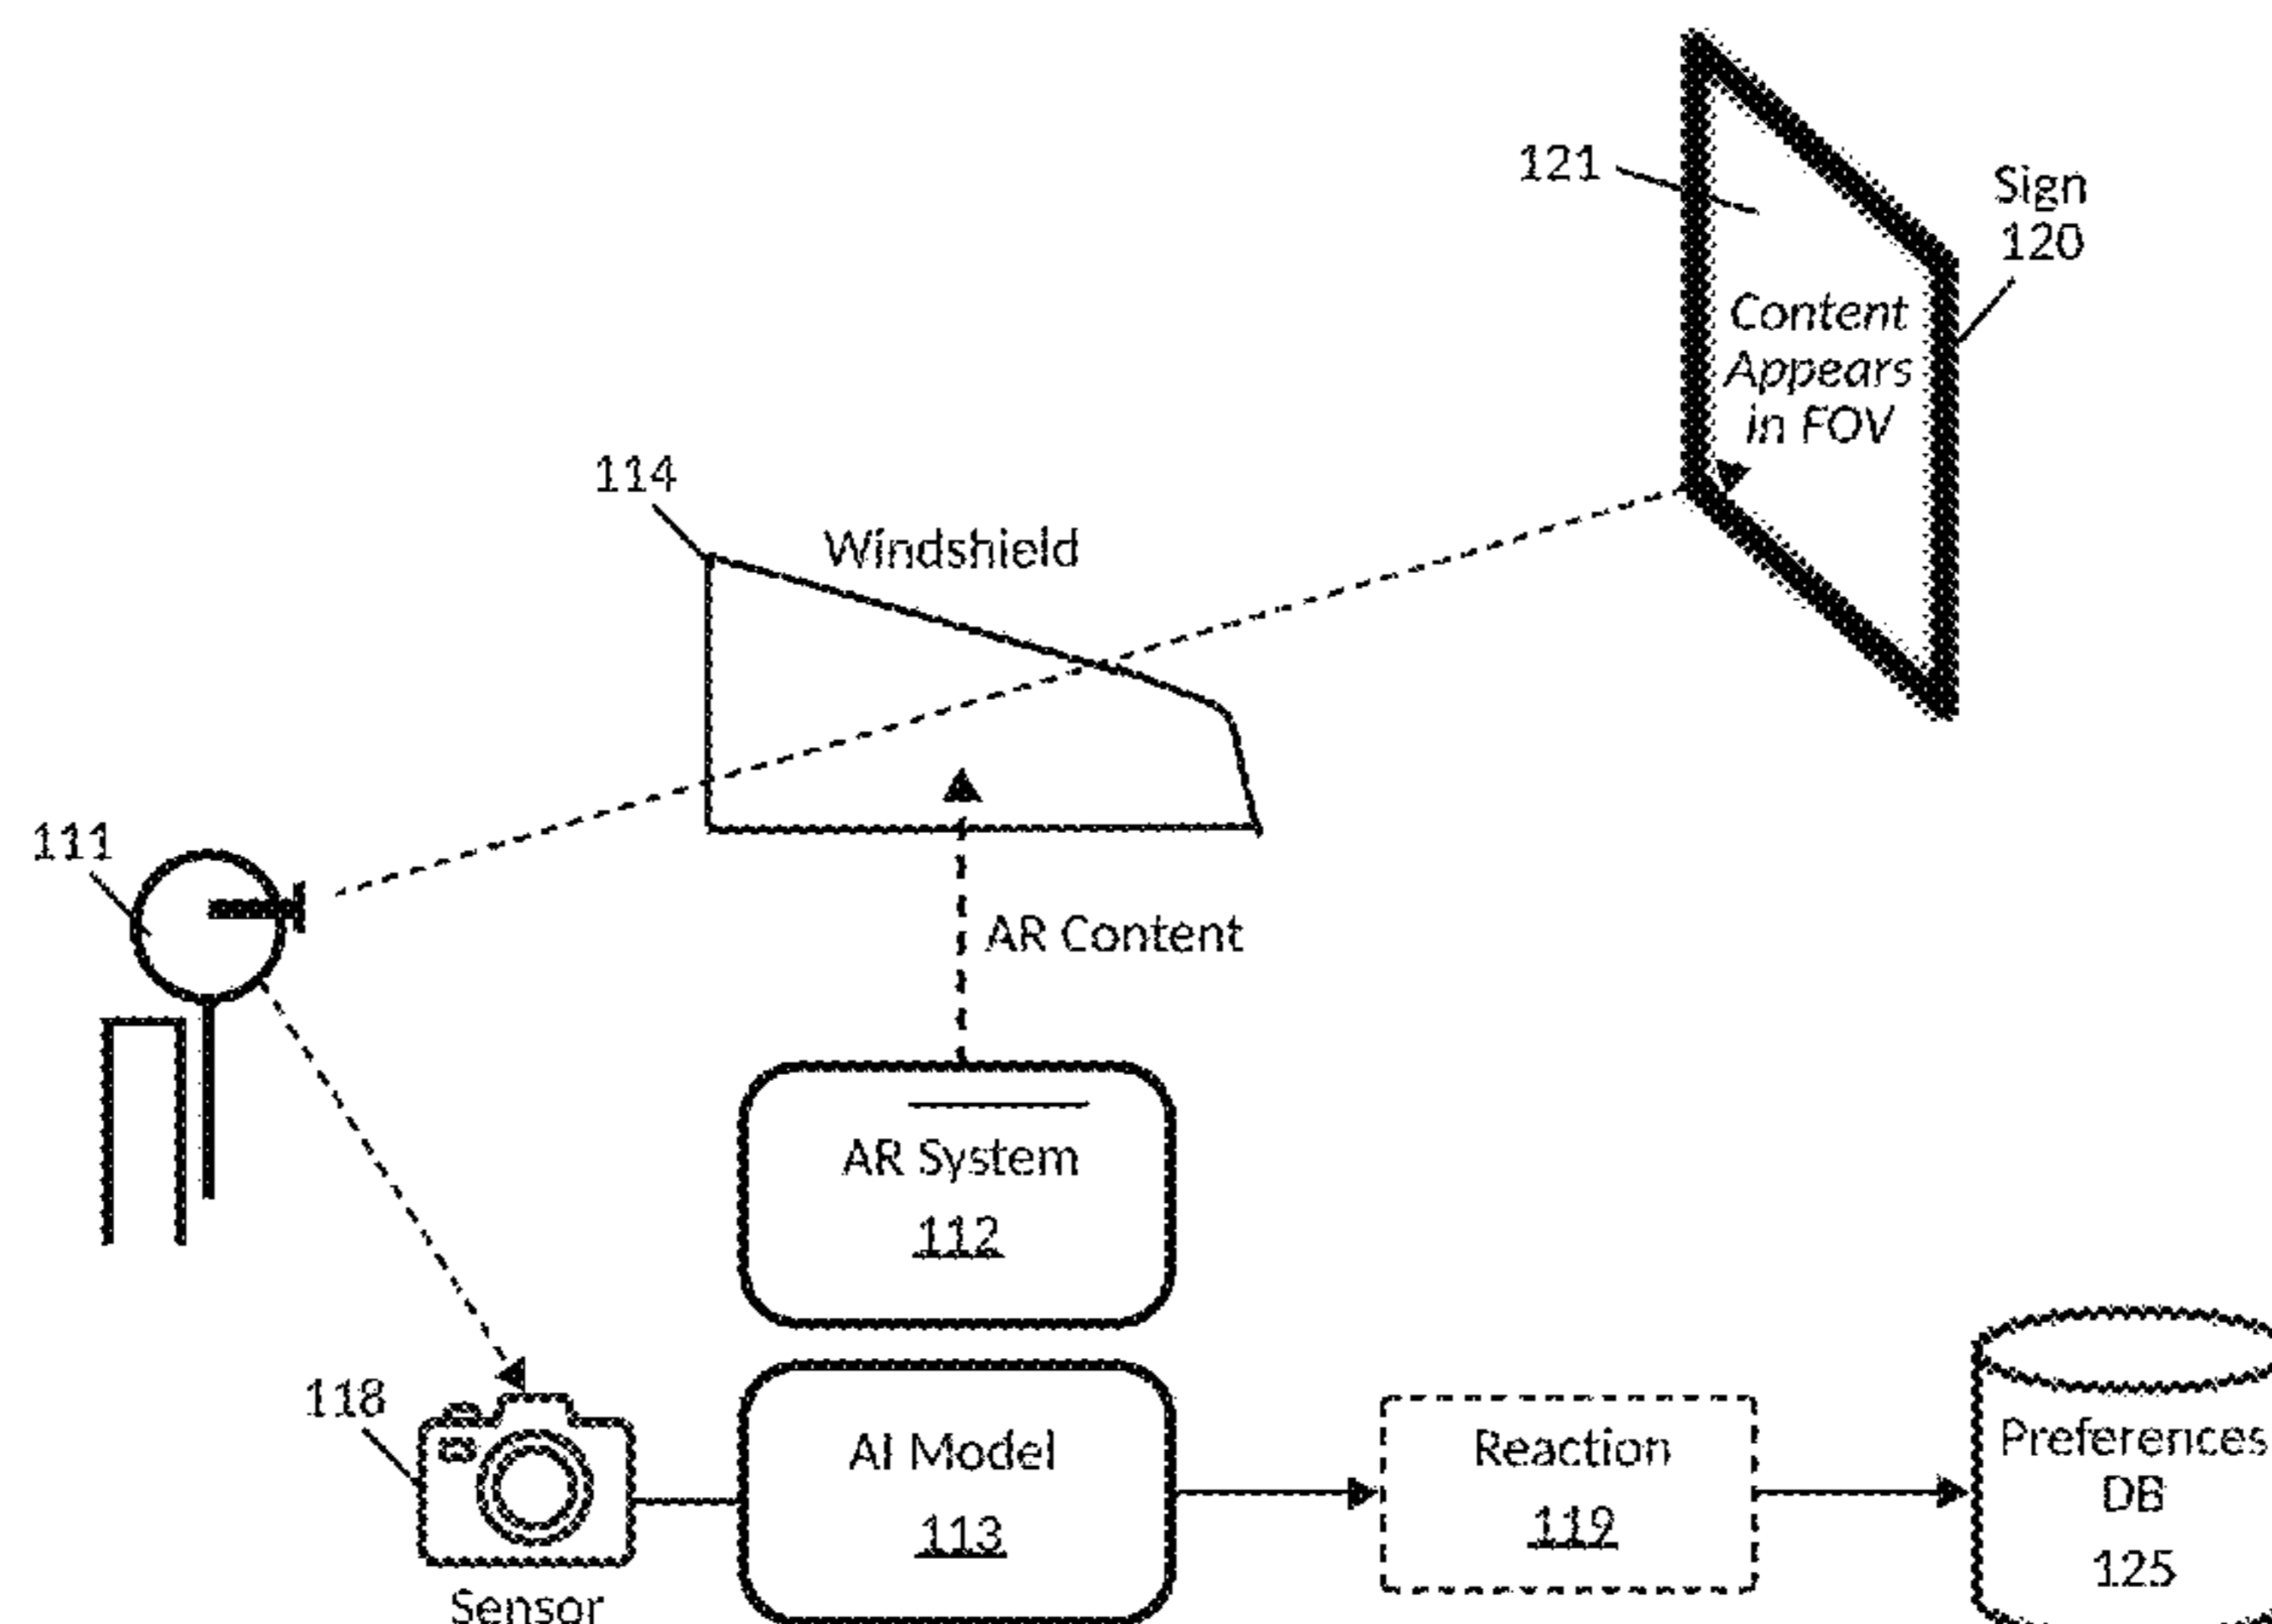 121
Sign
120
Content
Appears
in FOV
114
Windshield
111
AR Content
AR System
112
118
AI Model
113
Reaction
119
Preferences
DB
125
Sensor